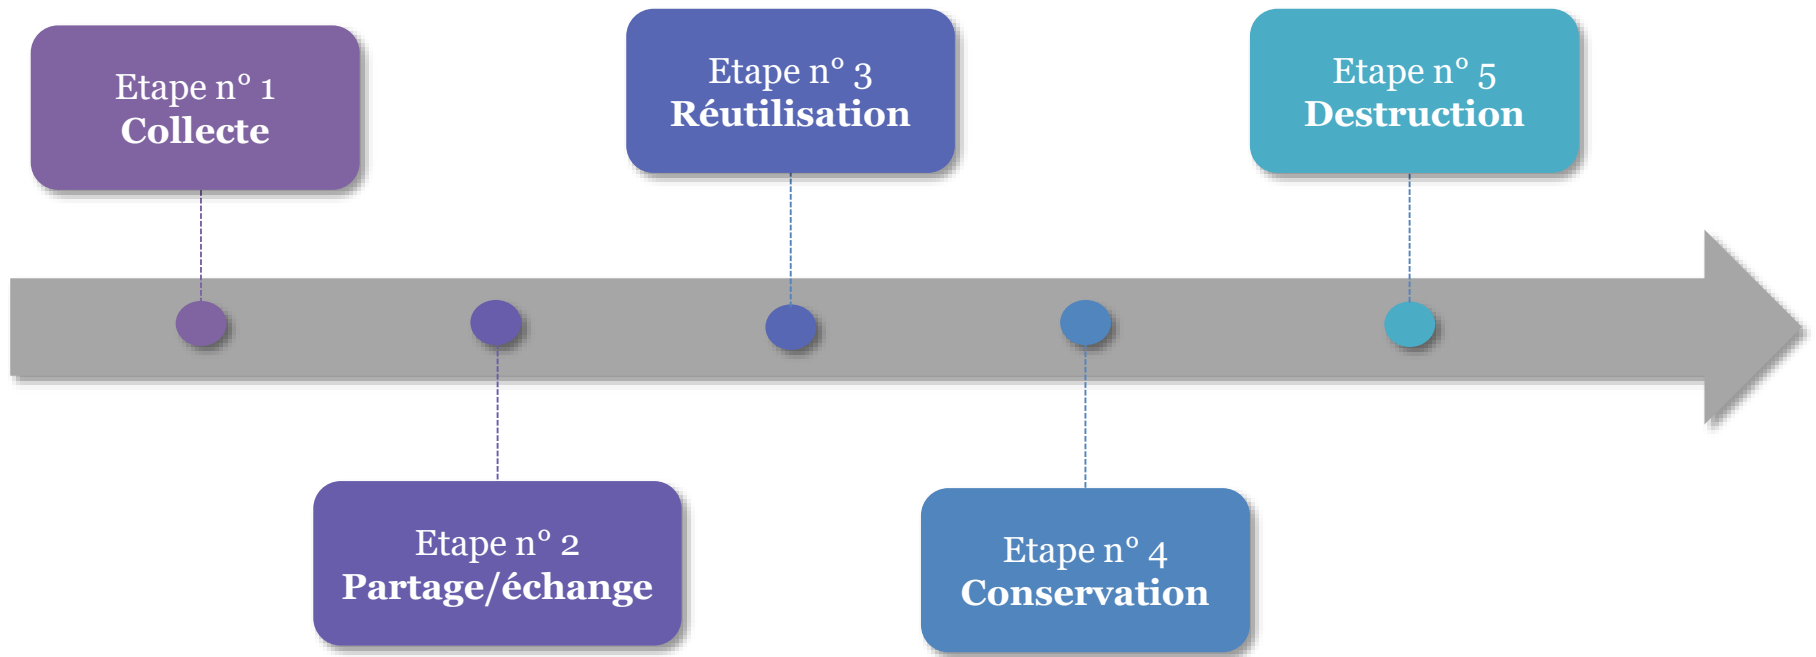 Etape n° 1
Collecte
Etape n° 2
Partage/échange
Etape n° 3
Réutilisation
Etape n° 4
Conservation
Etape n° 5
Destruction